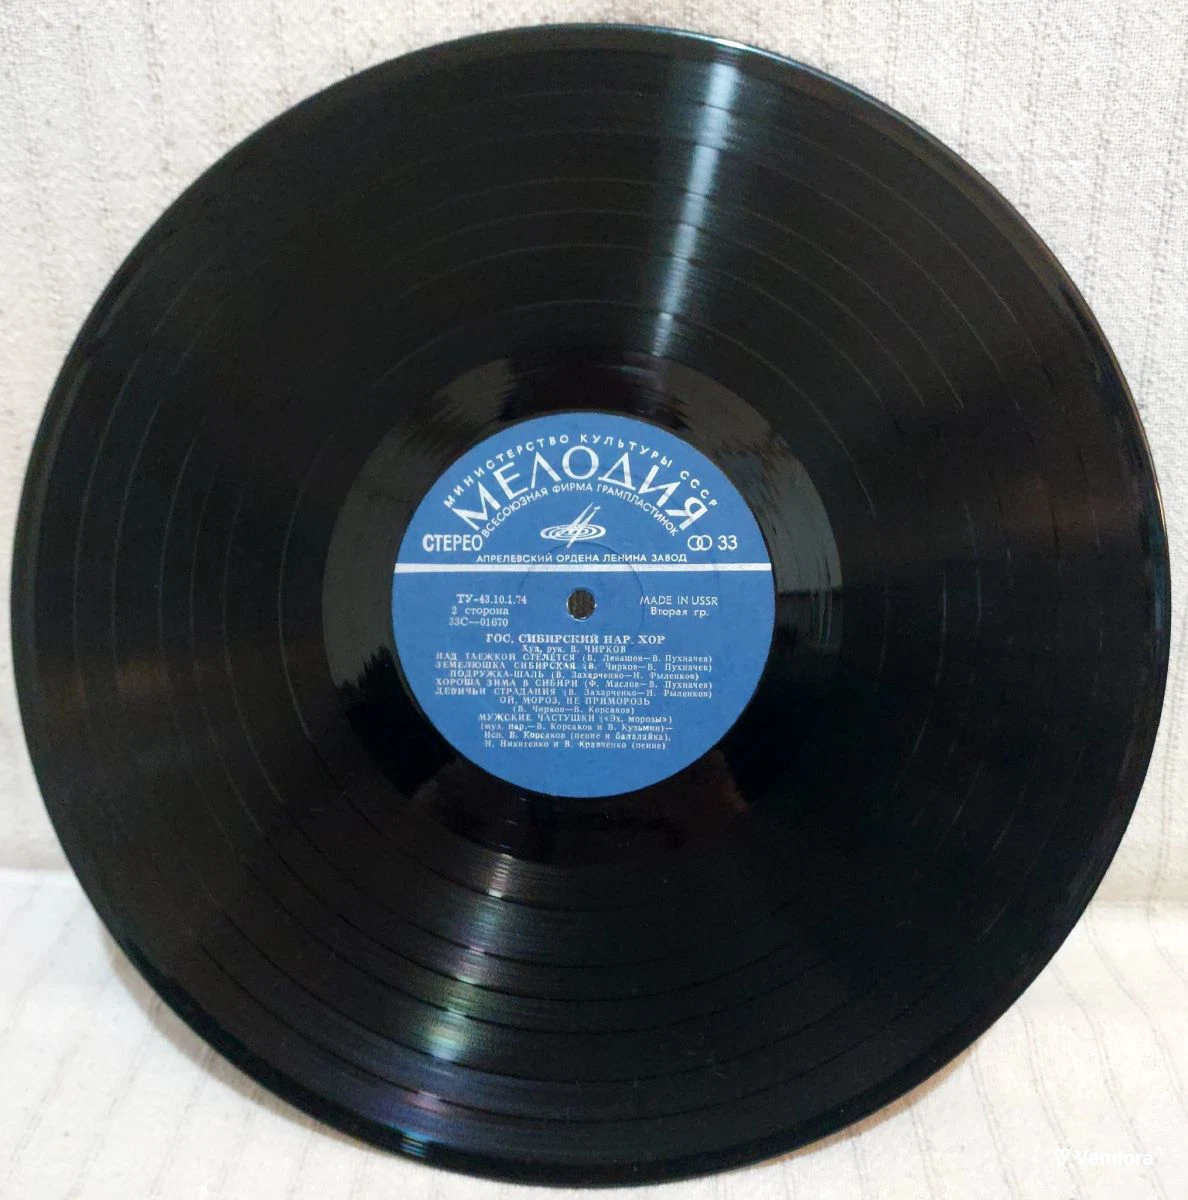 МИНИСТЕРСТВО КУЛЬТУРЫ СССР
МЕЛОДИЯ
ВСЕСОЮЗНАЯ ФИРМА ГРАМПЛАСТИНОК
СТЕРЕО
33
АПРЕЛЕВСКИЙ ОРДЕНА ЛЕНИНА ЗАВОД
ТУ-43.10.1.74
MADE IN USSR
2 сторона
Вторая гр.
33С—01670
ГОС. СИБИРСКИЙ НАР. ХОР
Худ. рук. В. ЧИРКОВ
НАД ТАЕЖКОЙ СТЕЛЕТСЯ (В. Левашов—В. Пухначев)
ЗЕМЕЛЮШКА СИБИРСКАЯ (В. Чирков—В. Пухначев)
ПОДРУЖКА-ШАЛЬ (В. Захарченко—Н. Рыленков)
ХОРОША ЗИМА В СИБИРИ (Ф. Маслов—В. Пухначев)
ДЕВИЧЬИ СТРАДАНИЯ (В. Захарченко—Н. Рыленков)
ОЙ, МОРОЗ, НЕ ПРИМОРОЗЬ
(В. Чирков—В. Корсаков)
МУЖСКИЕ ЧАСТУШКИ («Эх, морозы»)
(муз. нар.—В. Корсаков и В. Кузьмин)—
Исп. В. Корсаков (пение и балалайка),
Н. Никитенко и В. Кравченко (пение)
Vendora